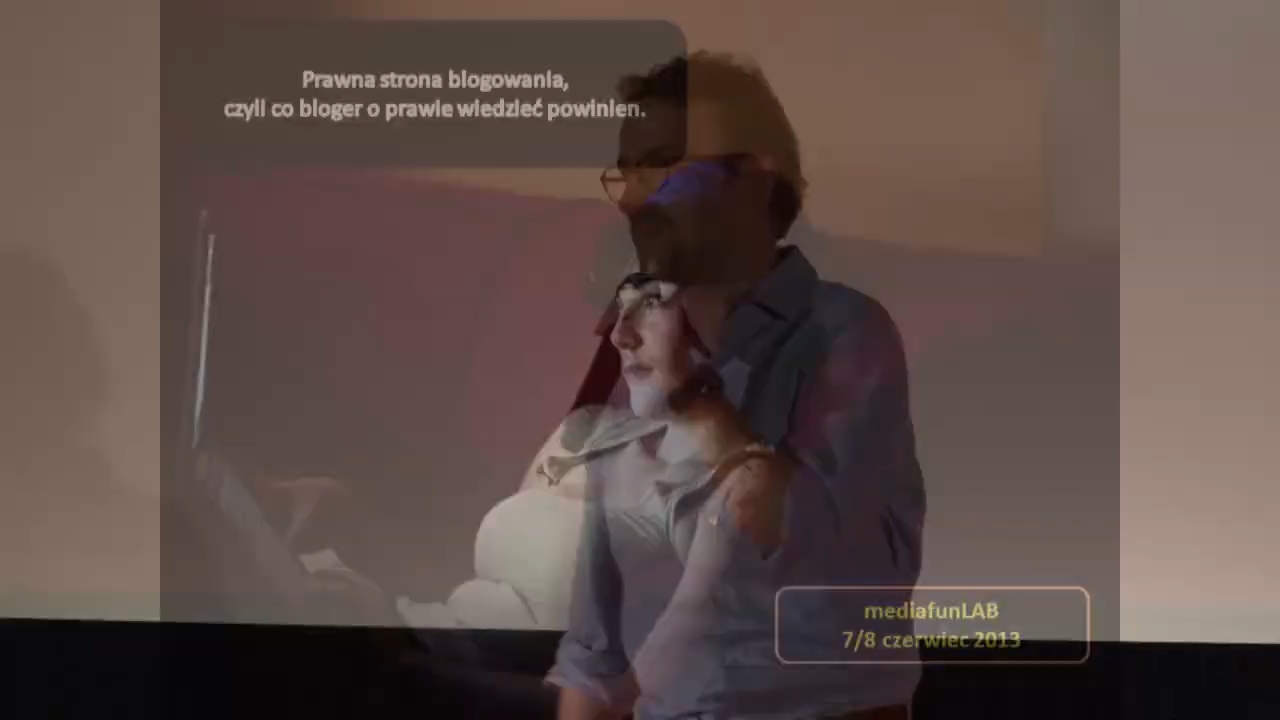 Prawna strona blogowania,
czyli co bloger o prawie wiedzieć powinien.
mediafunLAB
7/8 czerwiec 2013